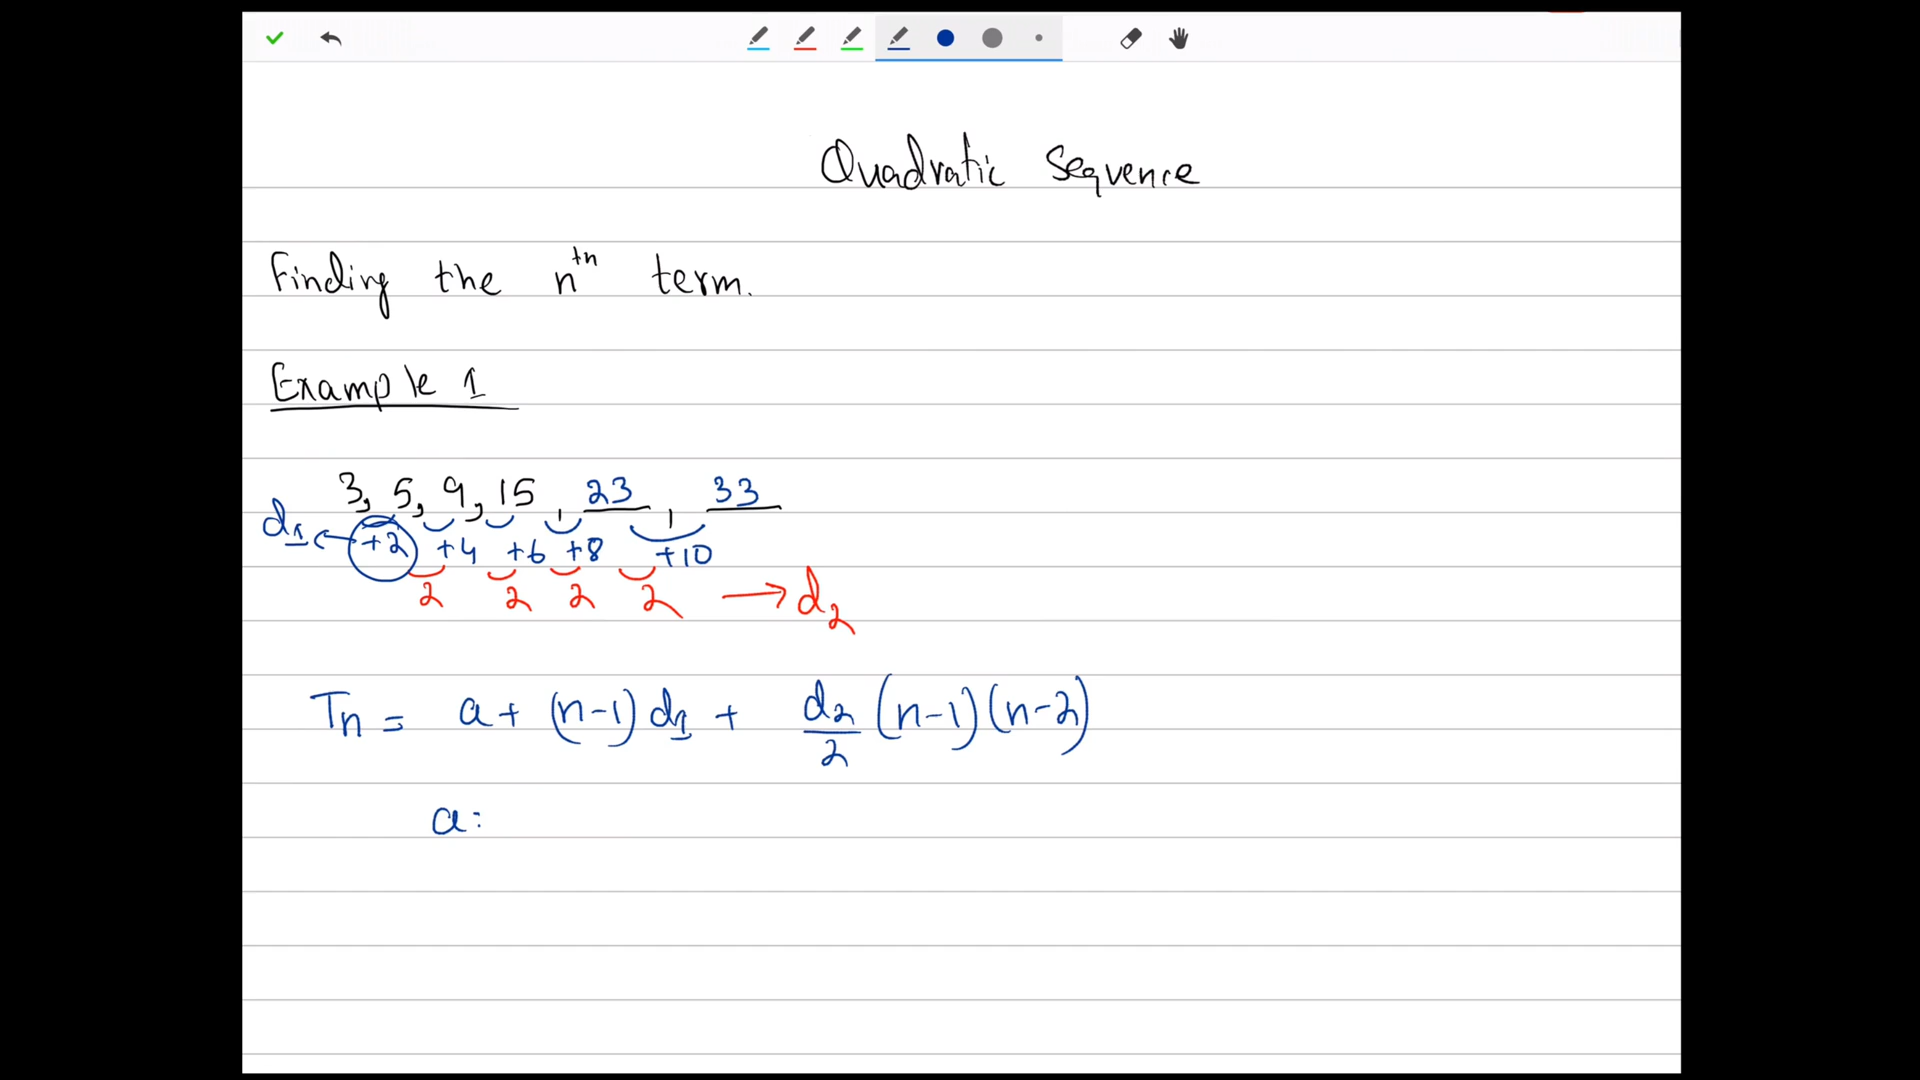 Quadratic Sequence
Finding the nth term.
Example 1
3, 5, 9, 15, 23, 33
d1 ← +2 +4 +6 +8 +10
2 2 2 2 → d2
Tn = a + (n-1) d1 + d2/2 (n-1)(n-2)
a: